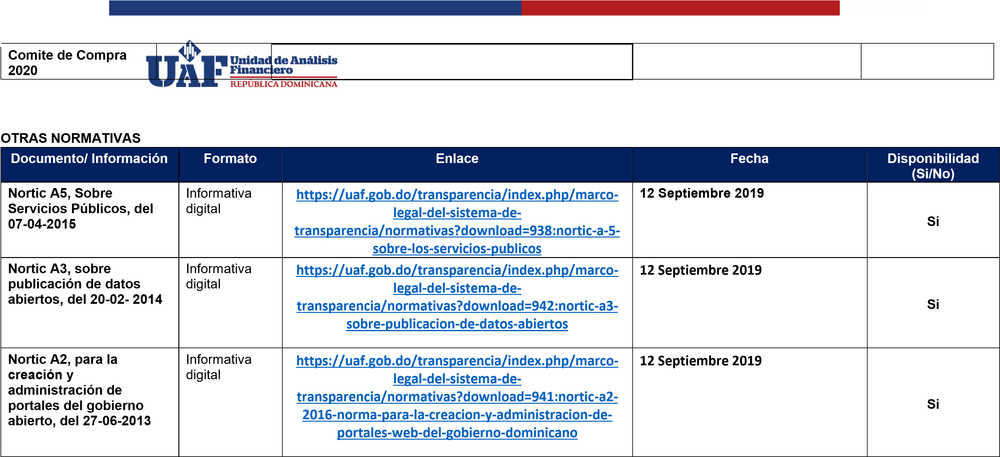 Comite de Compra
2020
UAF
Unidad de Análisis
Financiero
REPÚBLICA DOMINICANA
OTRAS NORMATIVAS
Documento/ Información
Formato
Enlace
Fecha
Disponibilidad
(Si/No)
Nortic A5, Sobre
Servicios Públicos, del
07-04-2015
Informativa
digital
https://uaf.gob.do/transparencia/index.php/marco-
legal-del-sistema-de-
transparencia/normativas?download=938:nortic-a-5-
sobre-los-servicios-publicos
12 Septiembre 2019
Si
Nortic A3, sobre
publicación de datos
abiertos, del 20-02- 2014
Informativa
digital
https://uaf.gob.do/transparencia/index.php/marco-
legal-del-sistema-de-
transparencia/normativas?download=942:nortic-a3-
sobre-publicacion-de-datos-abiertos
12 Septiembre 2019
Si
Nortic A2, para la
creación y
administración de
portales del gobierno
abierto, del 27-06-2013
Informativa
digital
https://uaf.gob.do/transparencia/index.php/marco-
legal-del-sistema-de-
transparencia/normativas?download=941:nortic-a2-
2016-norma-para-la-creacion-y-administracion-de-
portales-web-del-gobierno-dominicano
12 Septiembre 2019
Si